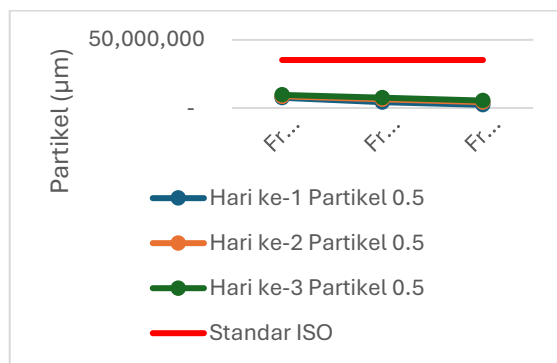 Partikel (µm)
50,000,000
-
Fr...
Fr...
Fr...
Hari ke-1 Partikel 0.5
Hari ke-2 Partikel 0.5
Hari ke-3 Partikel 0.5
Standar ISO